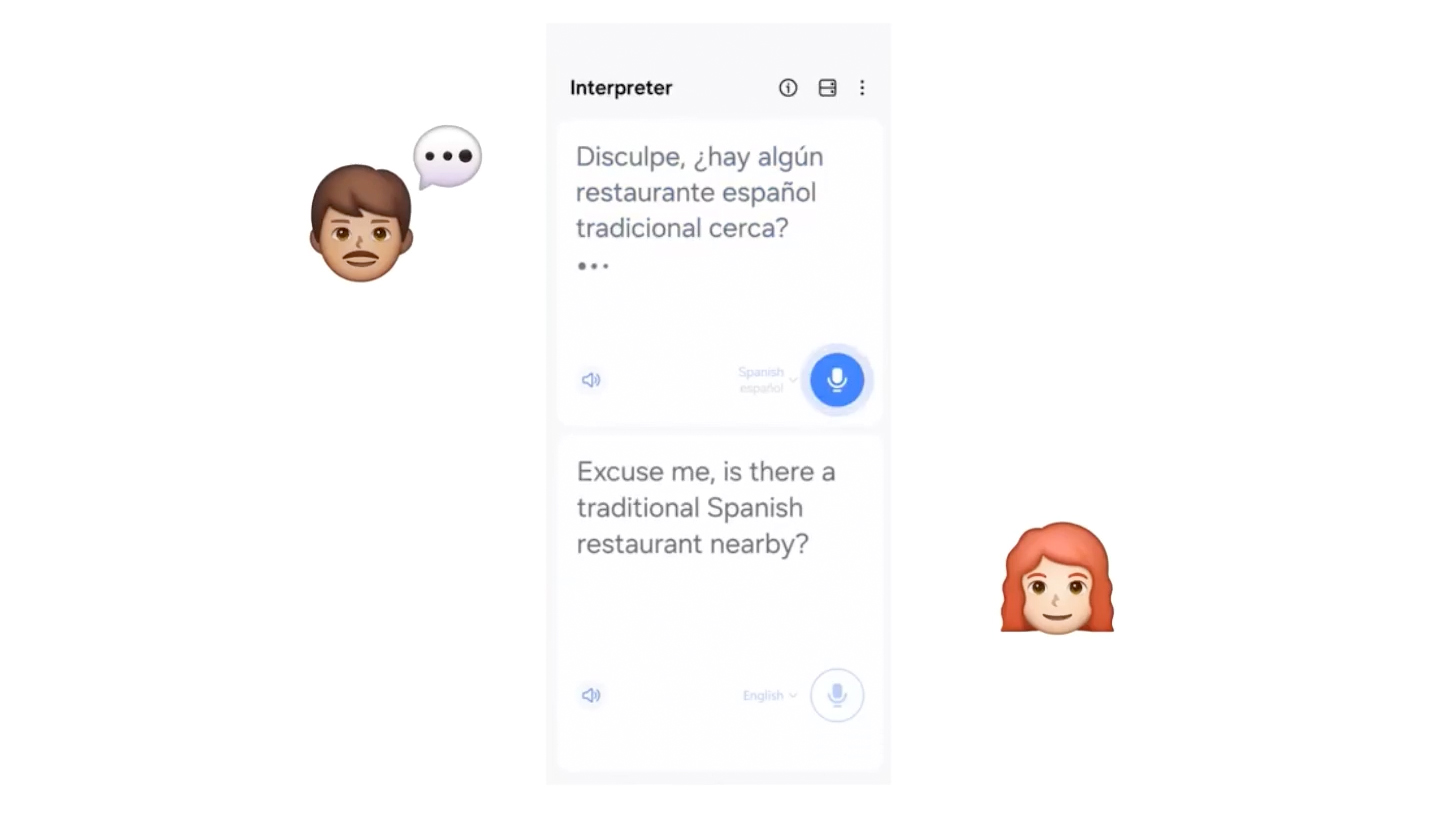 Interpreter
Disculpe, ¿hay algún
restaurante español
tradicional cerca?
Spanish
español
Excuse me, is there a
traditional Spanish
restaurant nearby?
English